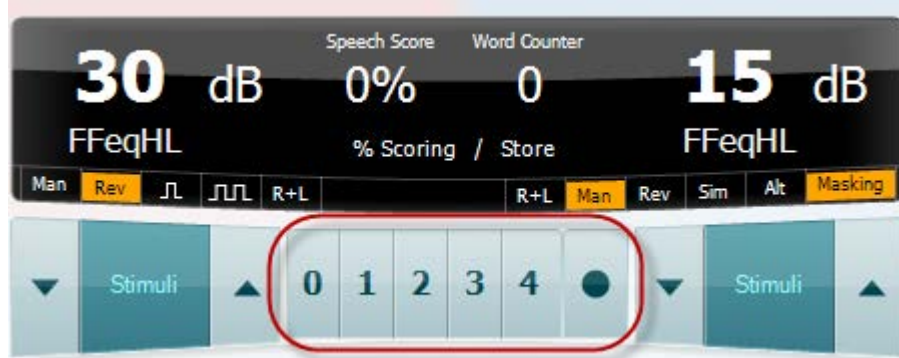 Speech Score Word Counter
30 dB 0% 0 15 dB
FFeqHL % Scoring / Store FFeqHL
Man Rev R+L R+L Man Rev Sim Alt Masking
Stimuli 0 1 2 3 4 Stimuli